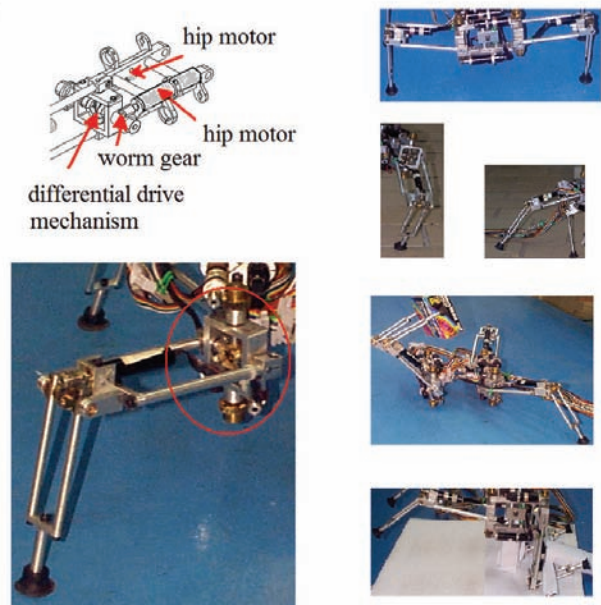 hip motor
hip motor
worm gear
differential drive
mechanism